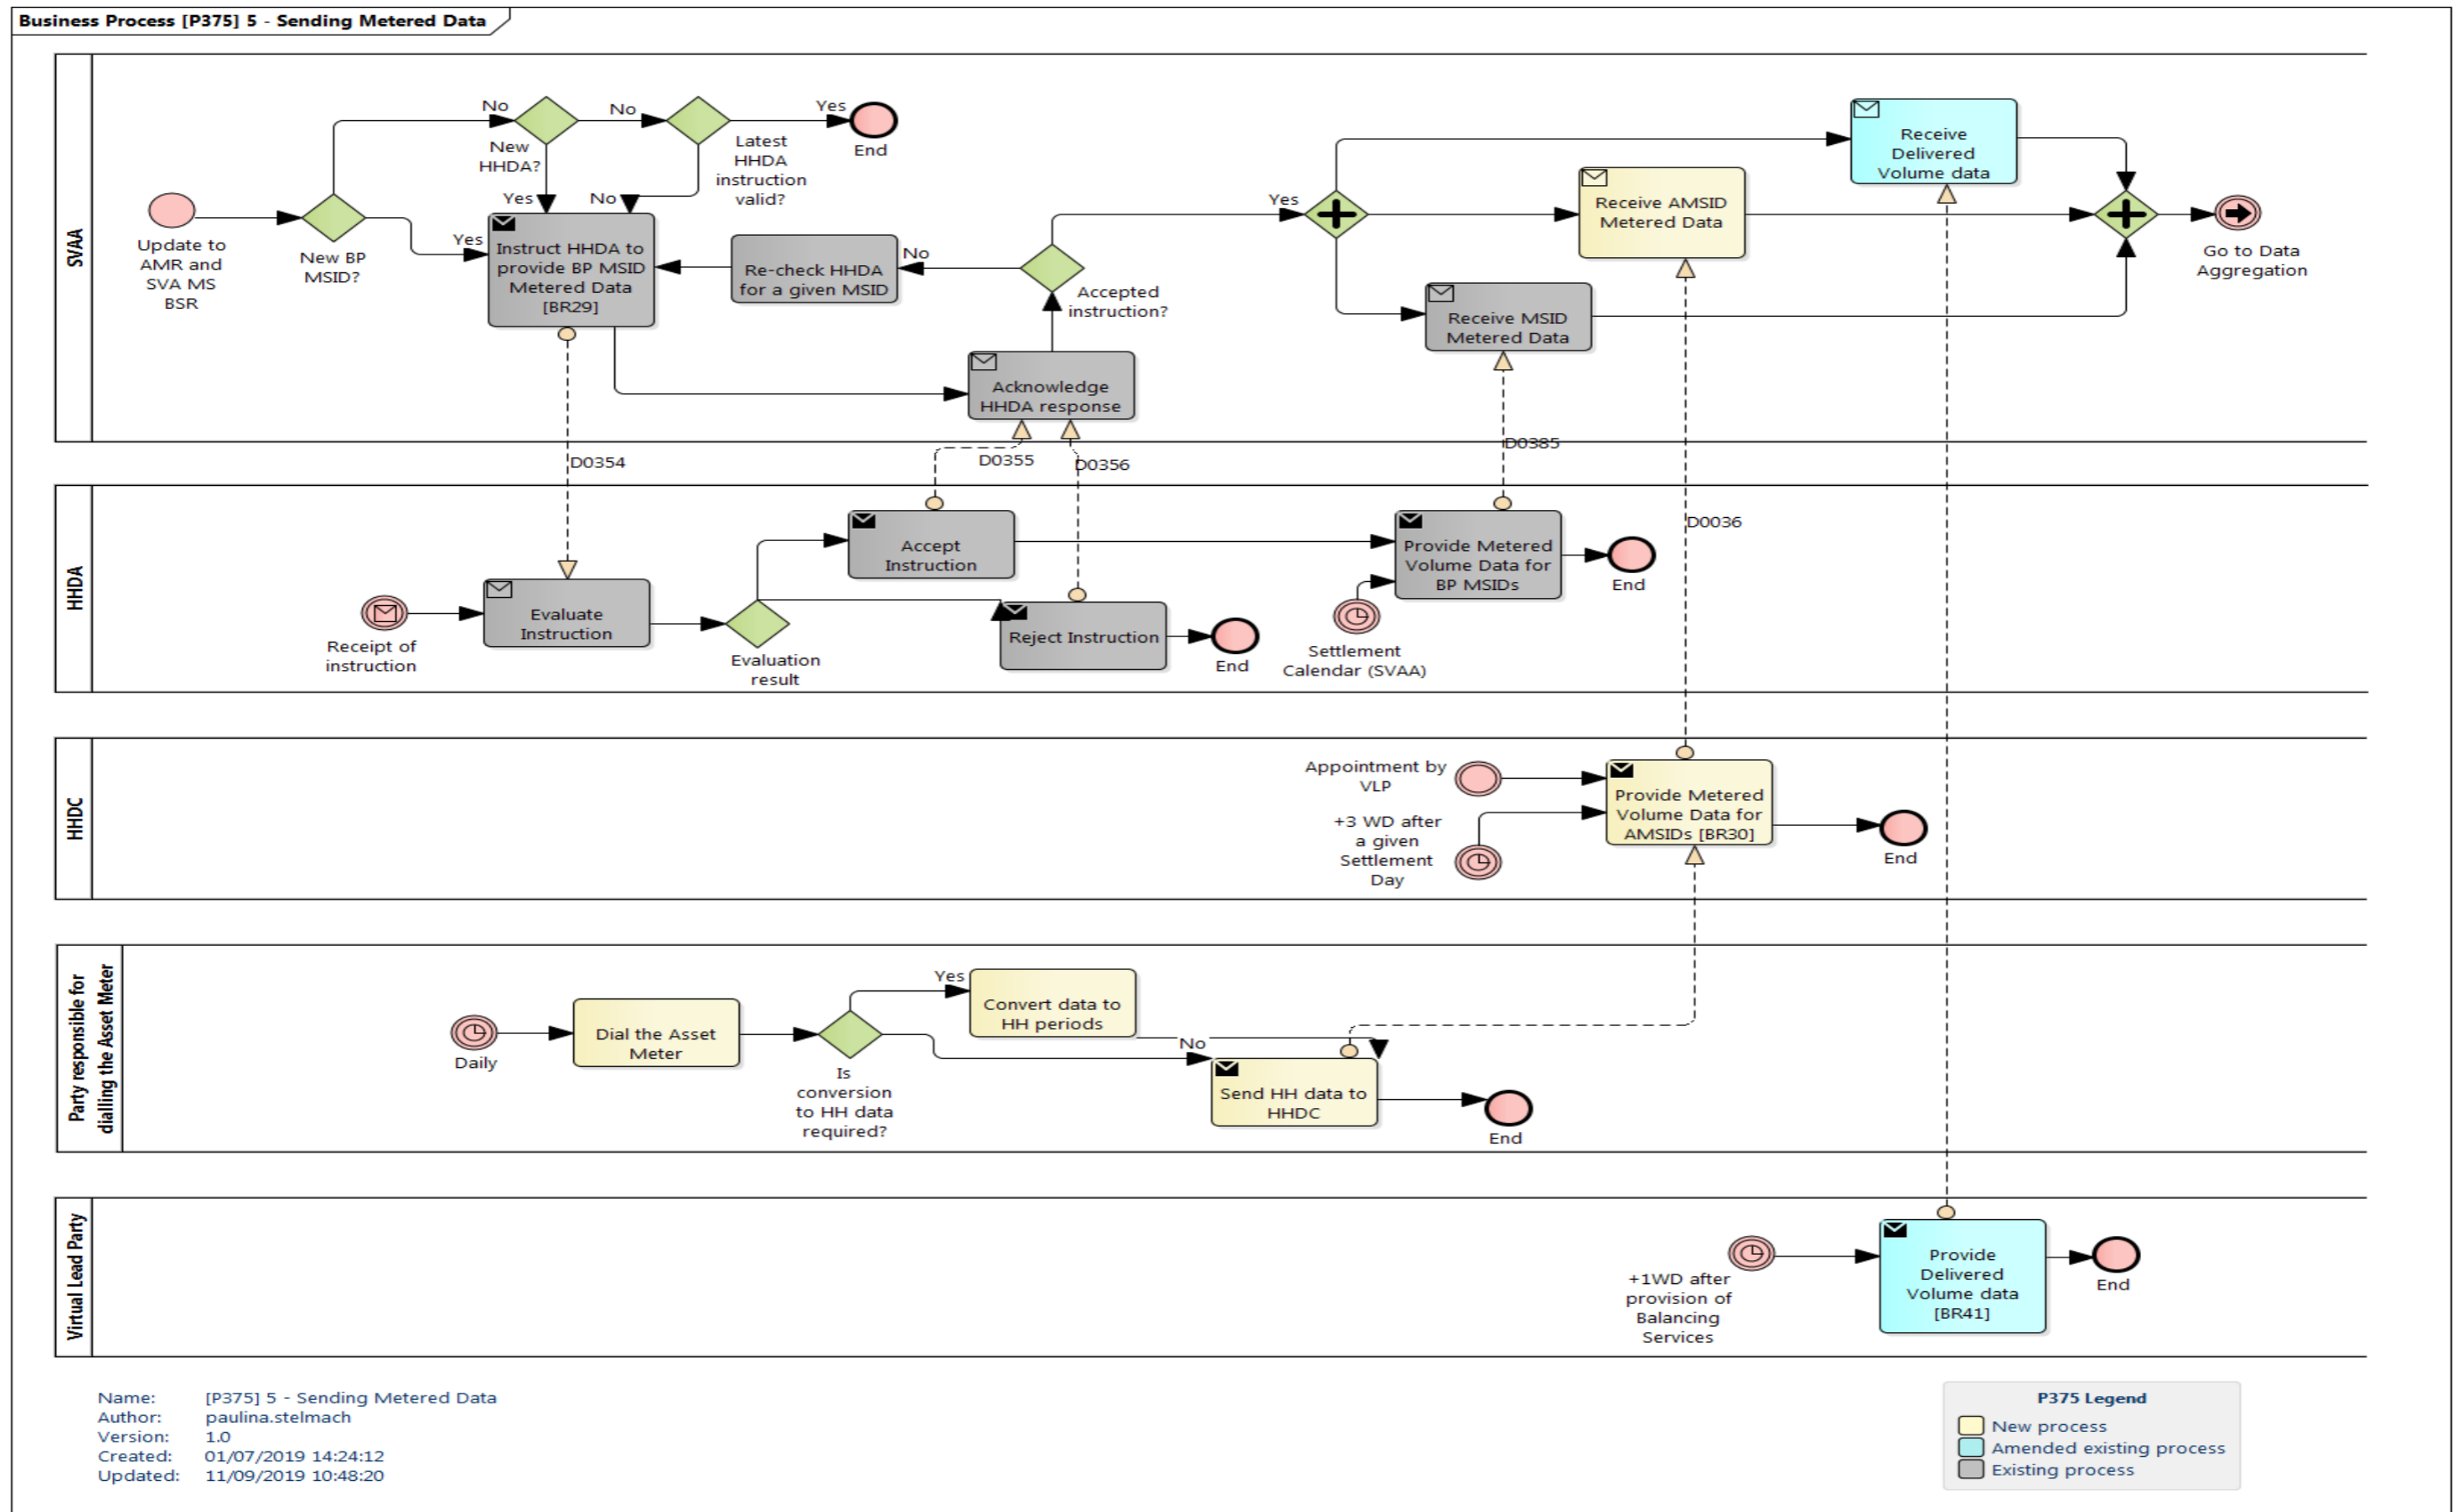 Business Process [P375] 5 - Sending Metered Data
SVAA
Update to
AMR and
SVA MS
BSR
New BP
MSID?
No
Yes
New
HHDA?
No
Yes
Latest
HHDA
instruction
valid?
No
Yes
End
Instruct HHDA to
provide BP MSID
Metered Data
[BR29]
Re-check HHDA
for a given MSID
No
Accepted
instruction?
Yes
Acknowledge
HHDA response
Receive
Delivered
Volume data
Receive AMSID
Metered Data
Receive MSID
Metered Data
Go to Data
Aggregation
D0354
D0355
D0356
D0385
D0036
HHDA
Receipt of
instruction
Evaluate
Instruction
Evaluation
result
Accept
Instruction
Reject Instruction
End
Settlement
Calendar (SVAA)
Provide Metered
Volume Data for
BP MSIDs
End
HHDC
Appointment by
VLP
+3 WD after
a given
Settlement
Day
Provide Metered
Volume Data for
AMSIDs [BR30]
End
Party responsible for
dialling the Asset Meter
Daily
Dial the Asset
Meter
Is
conversion
to HH data
required?
Yes
Convert data to
HH periods
No
Send HH data to
HHDC
End
Virtual Lead Party
+1WD after
provision of
Balancing
Services
Provide
Delivered
Volume data
[BR41]
End
Name: [P375] 5 - Sending Metered Data
Author: paulina.stelmach
Version: 1.0
Created: 01/07/2019 14:24:12
Updated: 11/09/2019 10:48:20
P375 Legend
New process
Amended existing process
Existing process